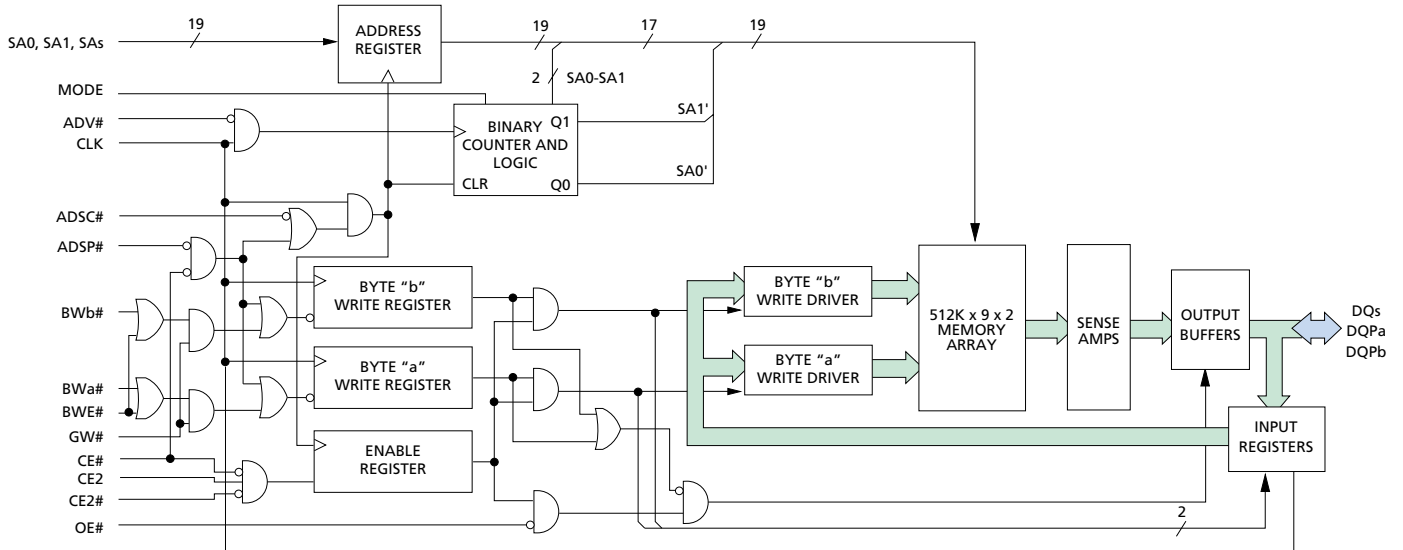 SA0, SA1, SAs
19
ADDRESS
REGISTER
19
17
19
2
SA0-SA1
MODE
ADV#
CLK
BINARY
COUNTER AND
LOGIC
Q1
CLR
Q0
SA1'
SA0'
ADSC#
ADSP#
BWb#
BWa#
BWE#
GW#
CE#
CE2
CE2#
OE#
BYTE “b”
WRITE REGISTER
BYTE “a”
WRITE REGISTER
ENABLE
REGISTER
BYTE “b”
WRITE DRIVER
BYTE “a”
WRITE DRIVER
512K x 9 x 2
MEMORY
ARRAY
SENSE
AMPS
OUTPUT
BUFFERS
DQs
DQPa
DQPb
INPUT
REGISTERS
2